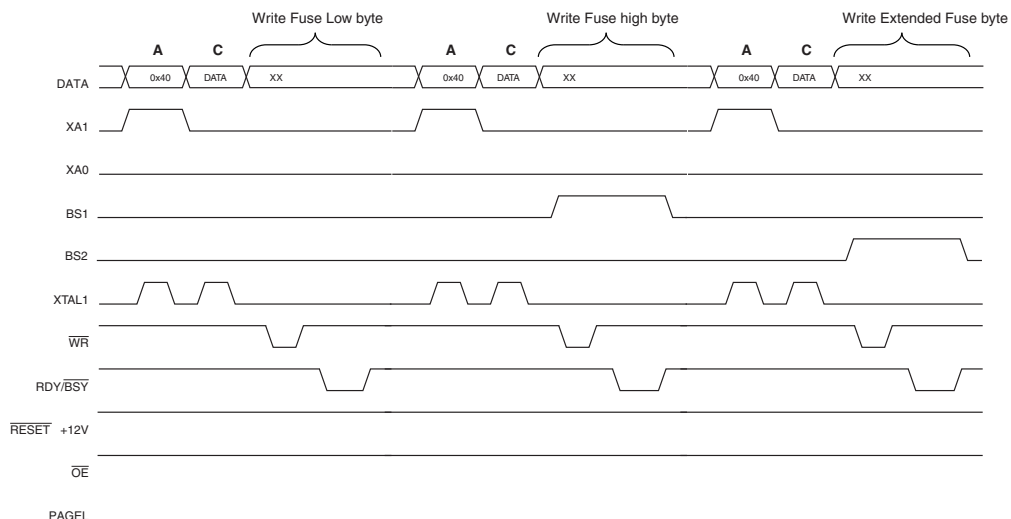 Write Fuse Low byte Write Fuse high byte Write Extended Fuse byte
A C A C A C
DATA 0x40 DATA XX 0x40 DATA XX 0x40 DATA XX
XA1
XA0
BS1
BS2
XTAL1
WR
RDY/BSY
RESET +12V
OE
PAGEL